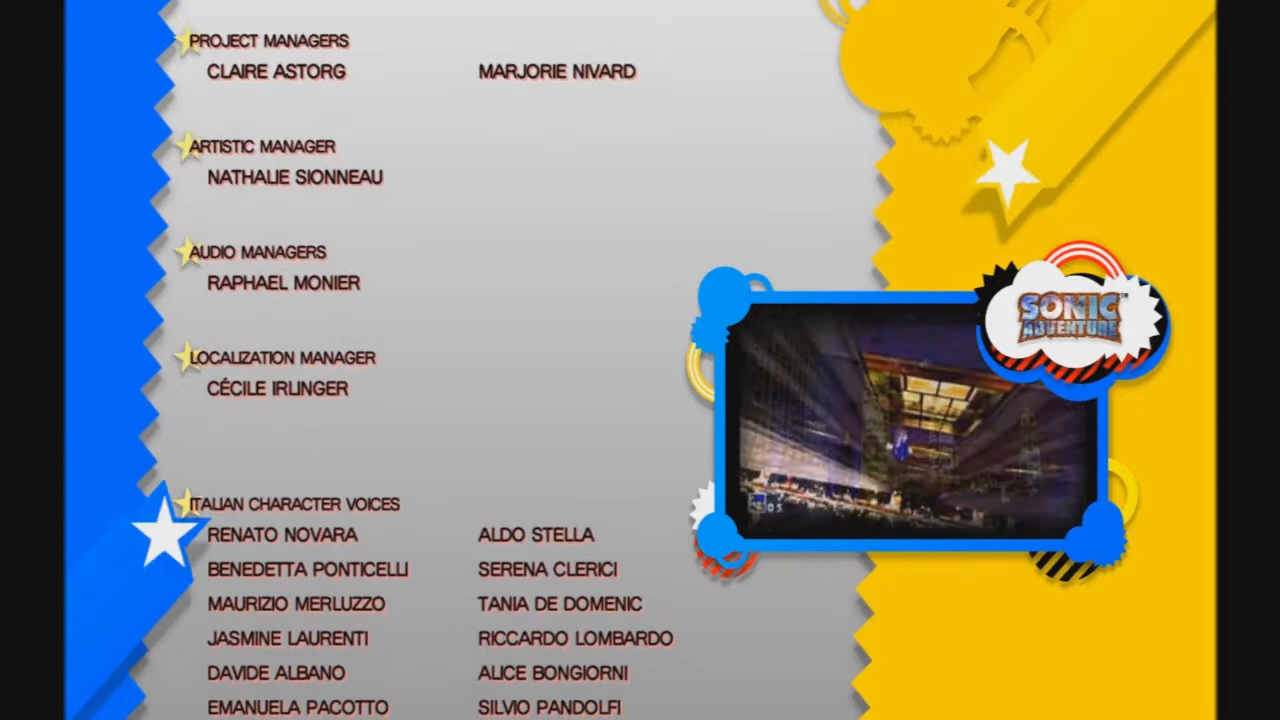 PROJECT MANAGERS
CLAIRE ASTORG MARJORIE NIVARD
ARTISTIC MANAGER
NATHALIE SIONNEAU
AUDIO MANAGERS
RAPHAEL MONIER
LOCALIZATION MANAGER
CÉCILE IRLINGER
SONIC
ADVENTURE™
ITALIAN CHARACTER VOICES
RENATO NOVARA ALDO STELLA
BENEDETTA PONTICELLI SERENA CLERICI
MAURIZIO MERLUZZO TANIA DE DOMENIC
JASMINE LAURENTI RICCARDO LOMBARDO
DAVIDE ALBANO ALICE BONGIORNI
EMANUELA PACOTTO SILVIO PANDOLFI
05